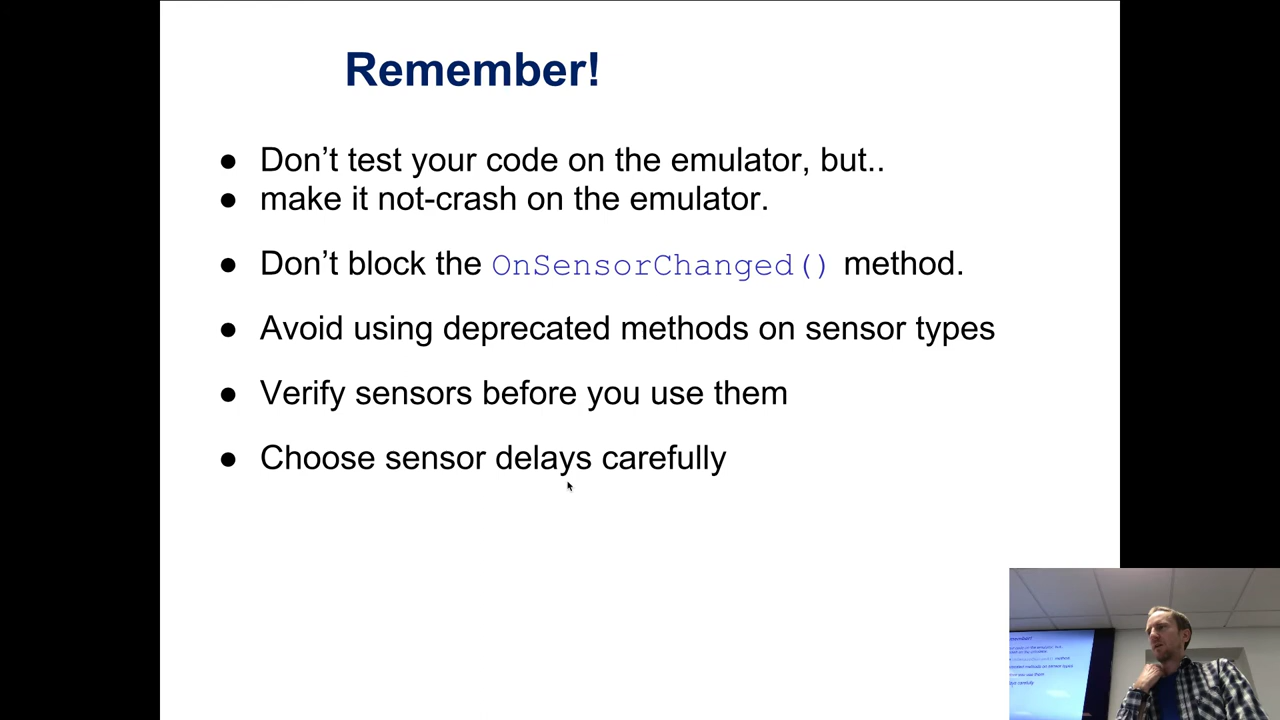 Remember!
● Don’t test your code on the emulator, but..
● make it not-crash on the emulator.
● Don’t block the OnSensorChanged() method.
● Avoid using deprecated methods on sensor types
● Verify sensors before you use them
● Choose sensor delays carefully